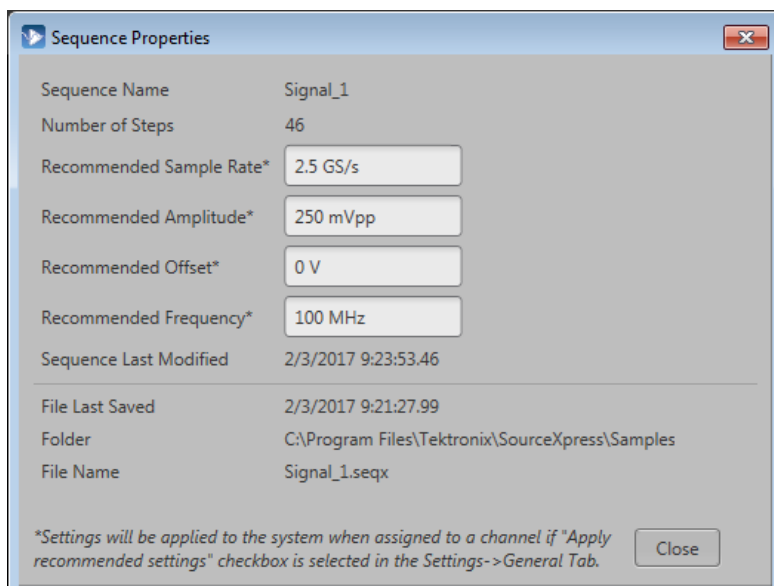 Sequence Properties
Sequence Name Signal_1
Number of Steps 46
Recommended Sample Rate* 2.5 GS/s
Recommended Amplitude* 250 mVpp
Recommended Offset* 0 V
Recommended Frequency* 100 MHz
Sequence Last Modified 2/3/2017 9:23:53.46
File Last Saved 2/3/2017 9:21:27.99
Folder C:\Program Files\Tektronix\SourceXpress\Samples
File Name Signal_1.seqx
*Settings will be applied to the system when assigned to a channel if "Apply
recommended settings" checkbox is selected in the Settings->General Tab.
Close